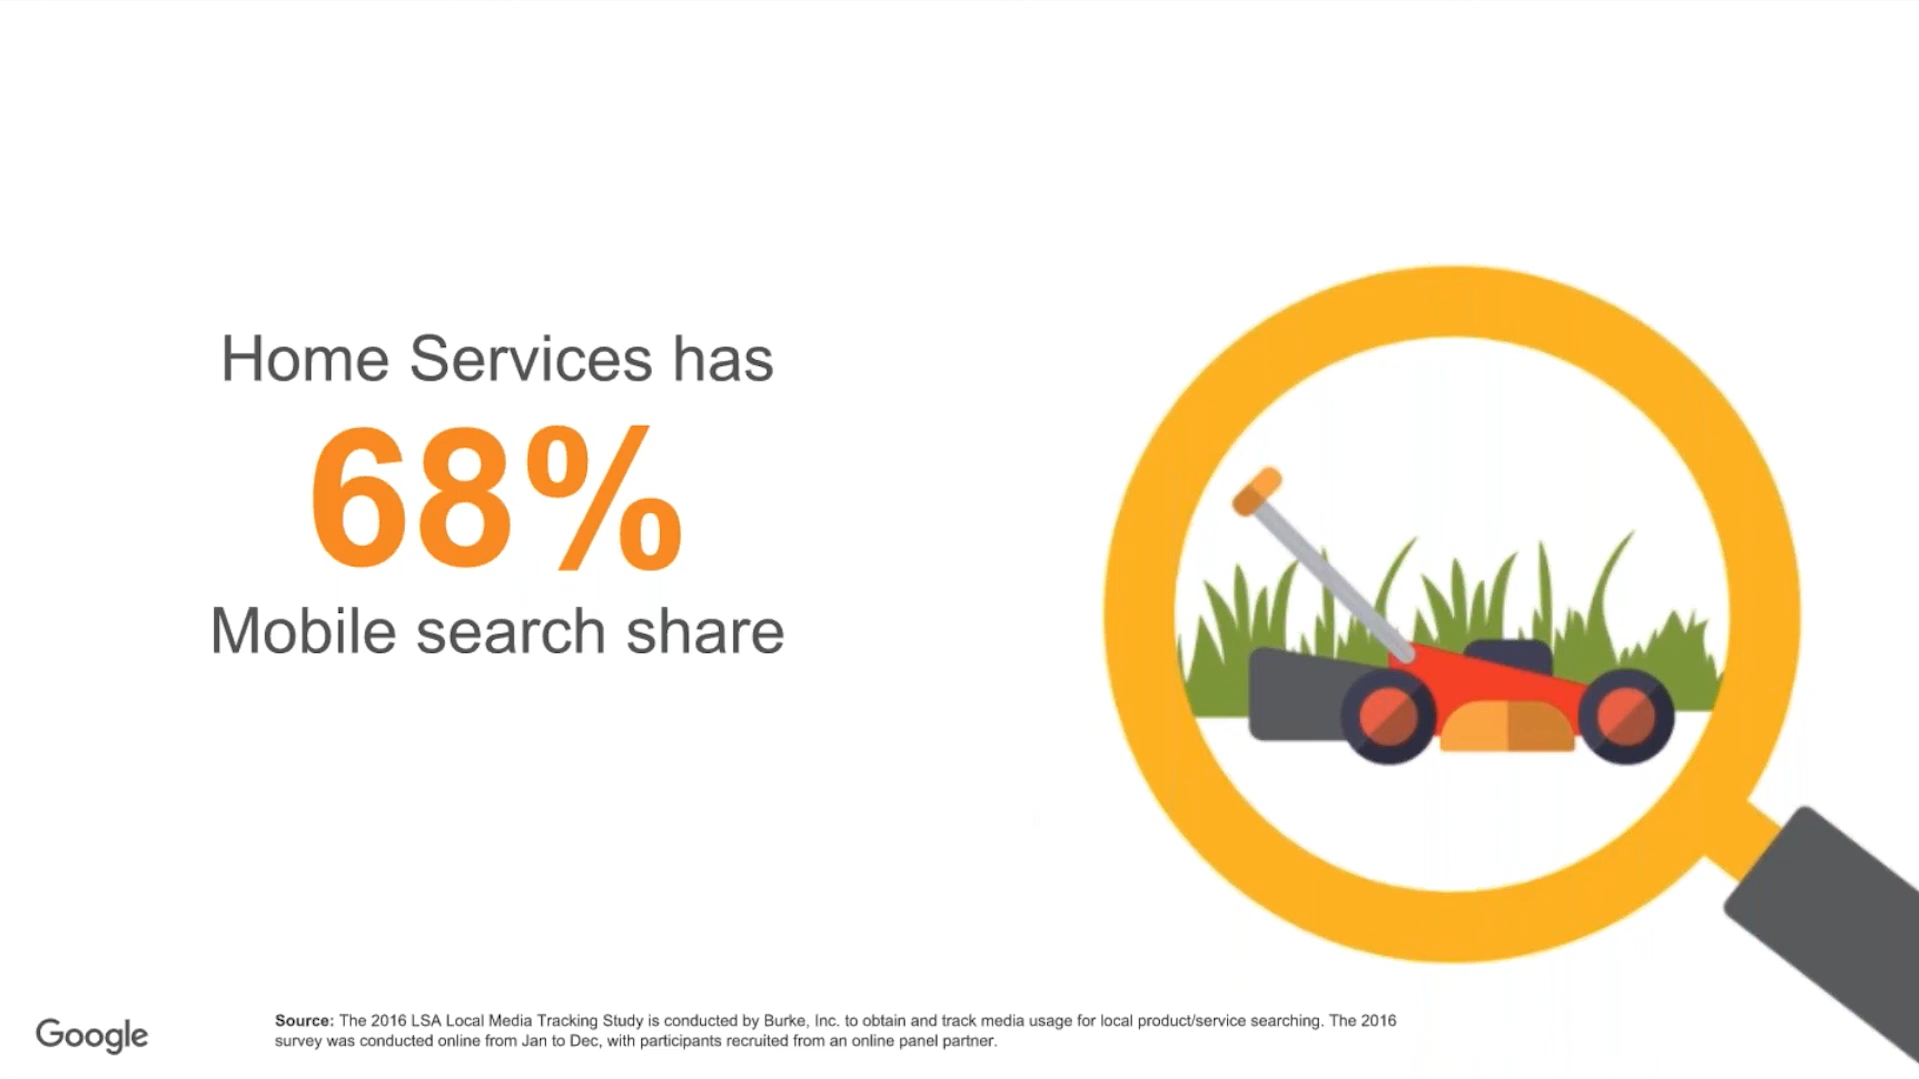 Home Services has
68%
Mobile search share
Google
Source: The 2016 LSA Local Media Tracking Study is conducted by Burke, Inc. to obtain and track media usage for local product/service searching. The 2016
survey was conducted online from Jan to Dec, with participants recruited from an online panel partner.